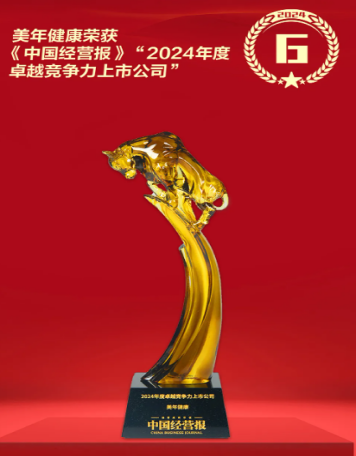 美年健康荣获
《中国经营报》“2024年度
卓越竞争力上市公司”
2024
6
2024年度卓越竞争力上市公司
美年健康
中国经营报
CHINA BUSINESS JOURNAL